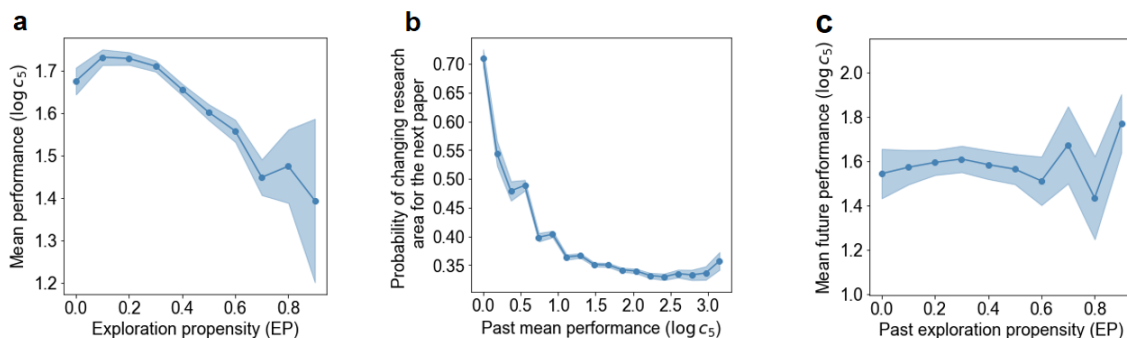 a
Mean performance (log c₅)
1.7
1.6
1.5
1.4
1.3
1.2
0.0 0.2 0.4 0.6 0.8
Exploration propensity (EP)
b
Probability of changing research
area for the next paper
0.70
0.65
0.60
0.55
0.50
0.45
0.40
0.35
0.0 0.5 1.0 1.5 2.0 2.5 3.0
Past mean performance (log c₅)
c
Mean future performance (log c₅)
2.0
1.8
1.6
1.4
1.2
1.0
0.0 0.2 0.4 0.6 0.8
Past exploration propensity (EP)